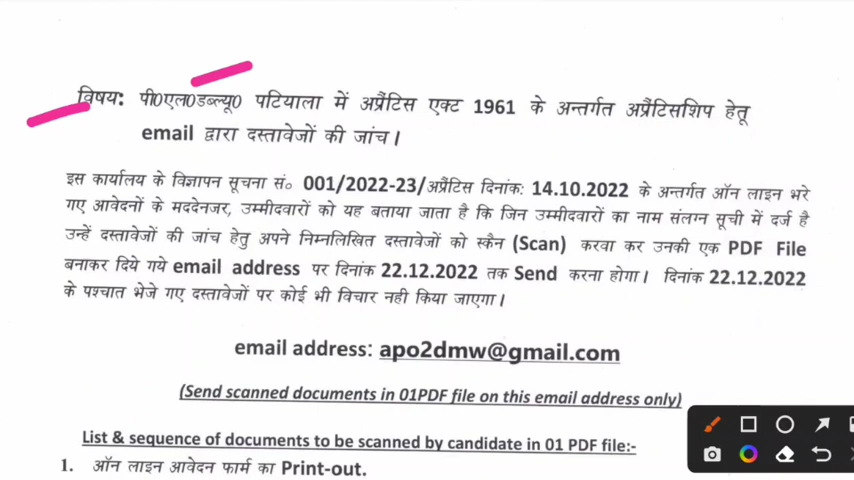 विषय: पी0एल0डब्ल्यू0 पटियाला में अप्रैंटिस एक्ट 1961 के अन्तर्गत अप्रैंटिसशिप हेतू
email द्वारा दस्तावेजों की जांच।
इस कार्यालय के विज्ञापन सूचना सं० 001/2022-23/अप्रैंटिस दिनांक: 14.10.2022 के अन्तर्गत ऑन लाइन भरे
गए आवेदनों के मददेनजर, उम्मीदवारों को यह बताया जाता है कि जिन उम्मीदवारों का नाम संलग्न सूची में दर्ज है
उन्हें दस्तावेजों की जांच हेतु अपने निम्नलिखित दस्तावेजों को स्कैन (Scan) करवा कर उनकी एक PDF File
बनाकर दिये गये email address पर दिनांक 22.12.2022 तक Send करना होगा। दिनांक 22.12.2022
के पश्चात भेजे गए दस्तावेजों पर कोई भी विचार नही किया जाएगा।
email address: apo2dmw@gmail.com
(Send scanned documents in 01PDF file on this email address only)
List & sequence of documents to be scanned by candidate in 01 PDF file:-
1. ऑन लाइन आवेदन फार्म का Print-out.